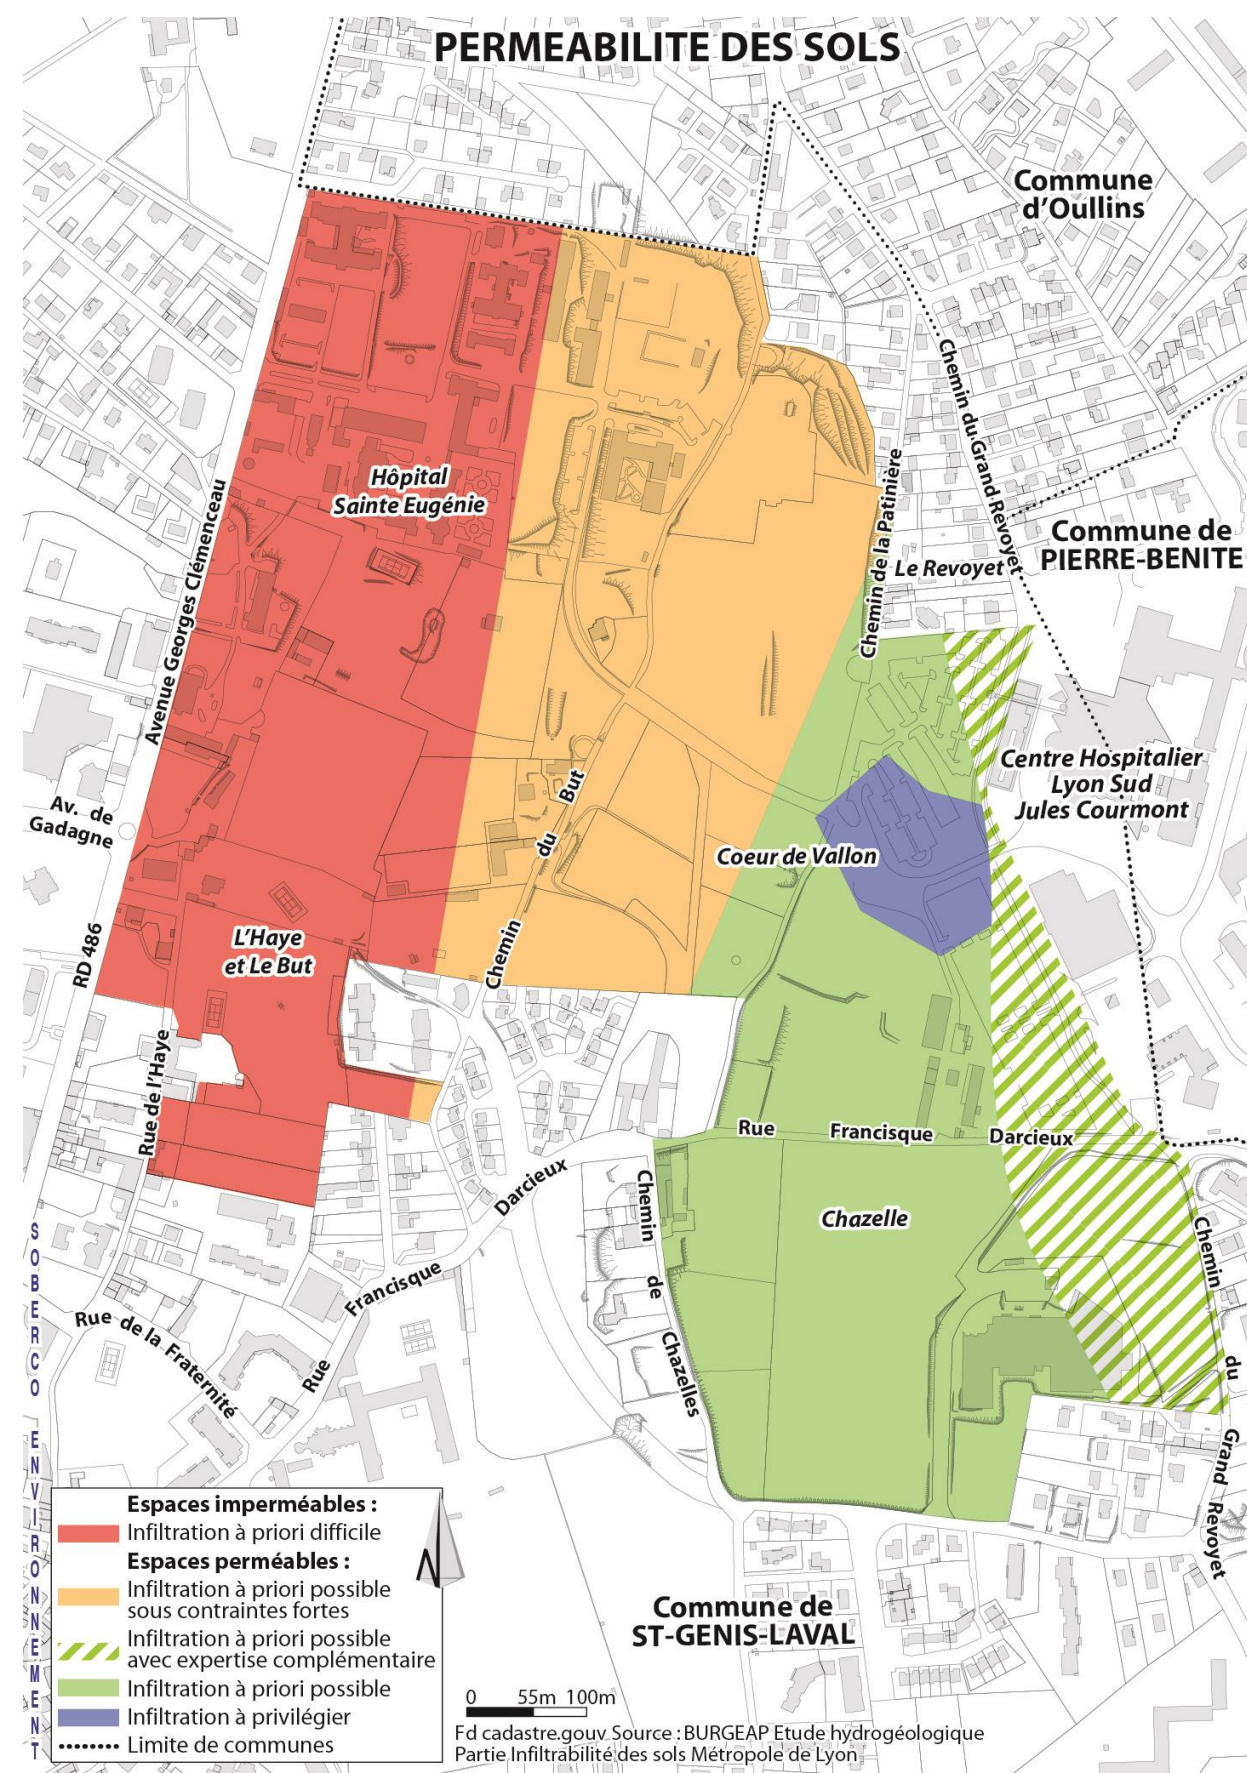 PERMEABILITE DES SOLS
Commune
d'Oullins
Chemin du Grand Revoyet
Hôpital
Sainte Eugénie
Avenue Georges Clémenceau
Chemin de la Patinière
Le Revoyet
Commune de
PIERRE-BENITE
Centre Hospitalier
Lyon Sud
Jules Courmont
Av. de
Gadagne
Coeur de Vallon
Chemin du But
L'Haye
et Le But
RD 486
Rue de l'Haye
Rue Francisque Darcieux
Chazelle
Chemin de Chazelles
Rue Francisque Darcieux
Chemin du Grand Revoyet
Rue de la Fraternité
SOBERCO ENVIRONNEMENT
Espaces imperméables :
Infiltration à priori difficile
Espaces perméables :
Infiltration à priori possible
sous contraintes fortes
Infiltration à priori possible
avec expertise complémentaire
Infiltration à priori possible
Infiltration à privilégier
Limite de communes
N
Commune de
ST-GENIS-LAVAL
0 55m 100m
Fd cadastre.gouv Source : BURGEAP Etude hydrogéologique
Partie Infiltrabilité des sols Métropole de Lyon